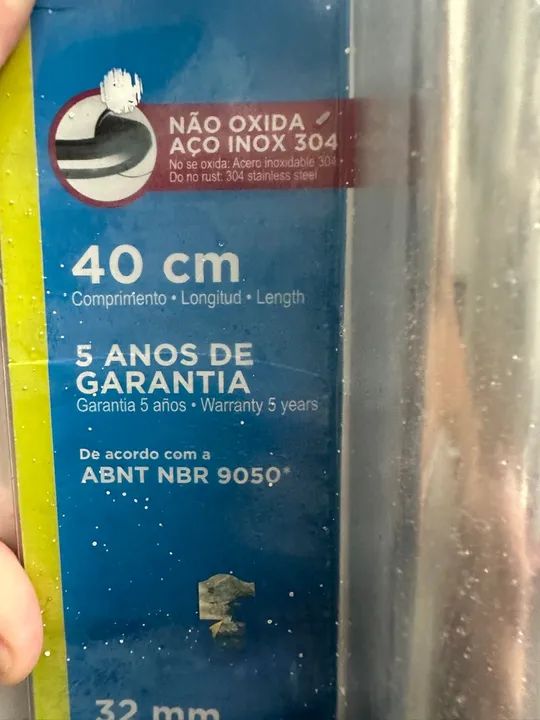 NÃO OXIDA
AÇO INOX 304
No se oxida: Acero inoxidable 304
Do no rust: 304 stainless steel
40 cm
Comprimento • Longitud • Length
5 ANOS DE
GARANTIA
Garantia 5 años • Warranty 5 years
De acordo com a
ABNT NBR 9050*
32 mm